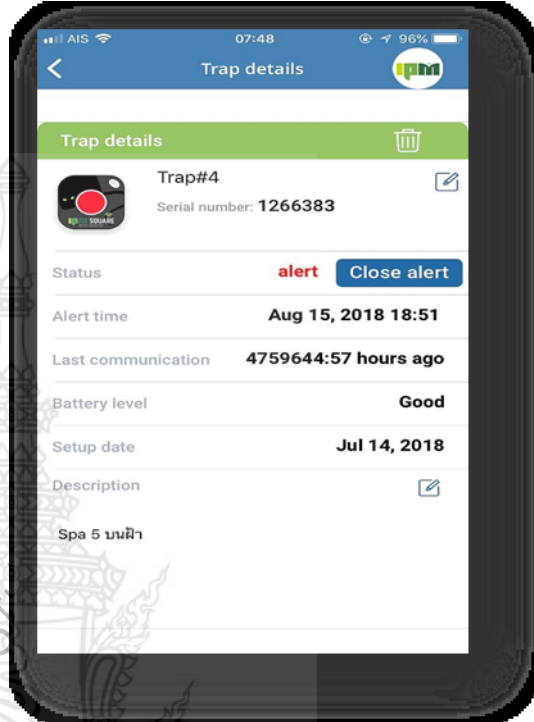 AIS 07:48 96%
Trap details
ipm
Trap details
Trap#4
Serial number: 1266383
ipm SQUARE
Status alert Close alert
Alert time Aug 15, 2018 18:51
Last communication 4759644:57 hours ago
Battery level Good
Setup date Jul 14, 2018
Description
Spa 5 บนฝ้า